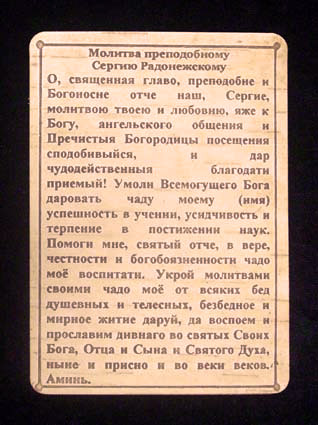 Молитва преподобному
Сергию Радонежскому
О, священная главо, преподобне и
Богоносне отче наш, Сергие,
молитвою твоею и любовню, яже к
Богу, ангельского общения и
Пречистыя Богородицы посещения
сподобивыйся, и дар
чудодейственныя благодати
приемый! Умоли Всемогущего Бога
даровать чаду моему (имя)
успешность в учении, усидчивость и
терпение в постижении наук.
Помоги мне, святый отче, в вере,
честности и богобоязненности чадо
моё воспитати. Укрой молитвами
своими чадо моё от всяких бед
душевных и телесных, безбедное и
мирное житие даруй, да воспоем и
прославим дивнаго во святых Своих
Бога, Отца и Сына и Святого Духа,
ныне и присно и во веки веков.
Аминь.